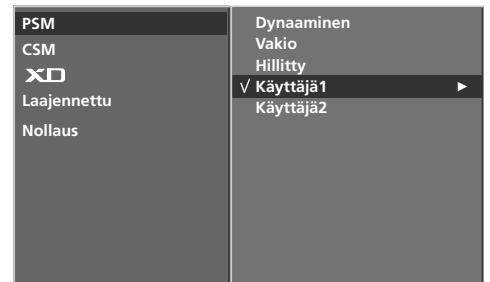 PSM
CSM
XD
Laajennettu
Nollaus
Dynaaminen
Vakio
Hillitty
√ Käyttäjä1 ►
Käyttäjä2